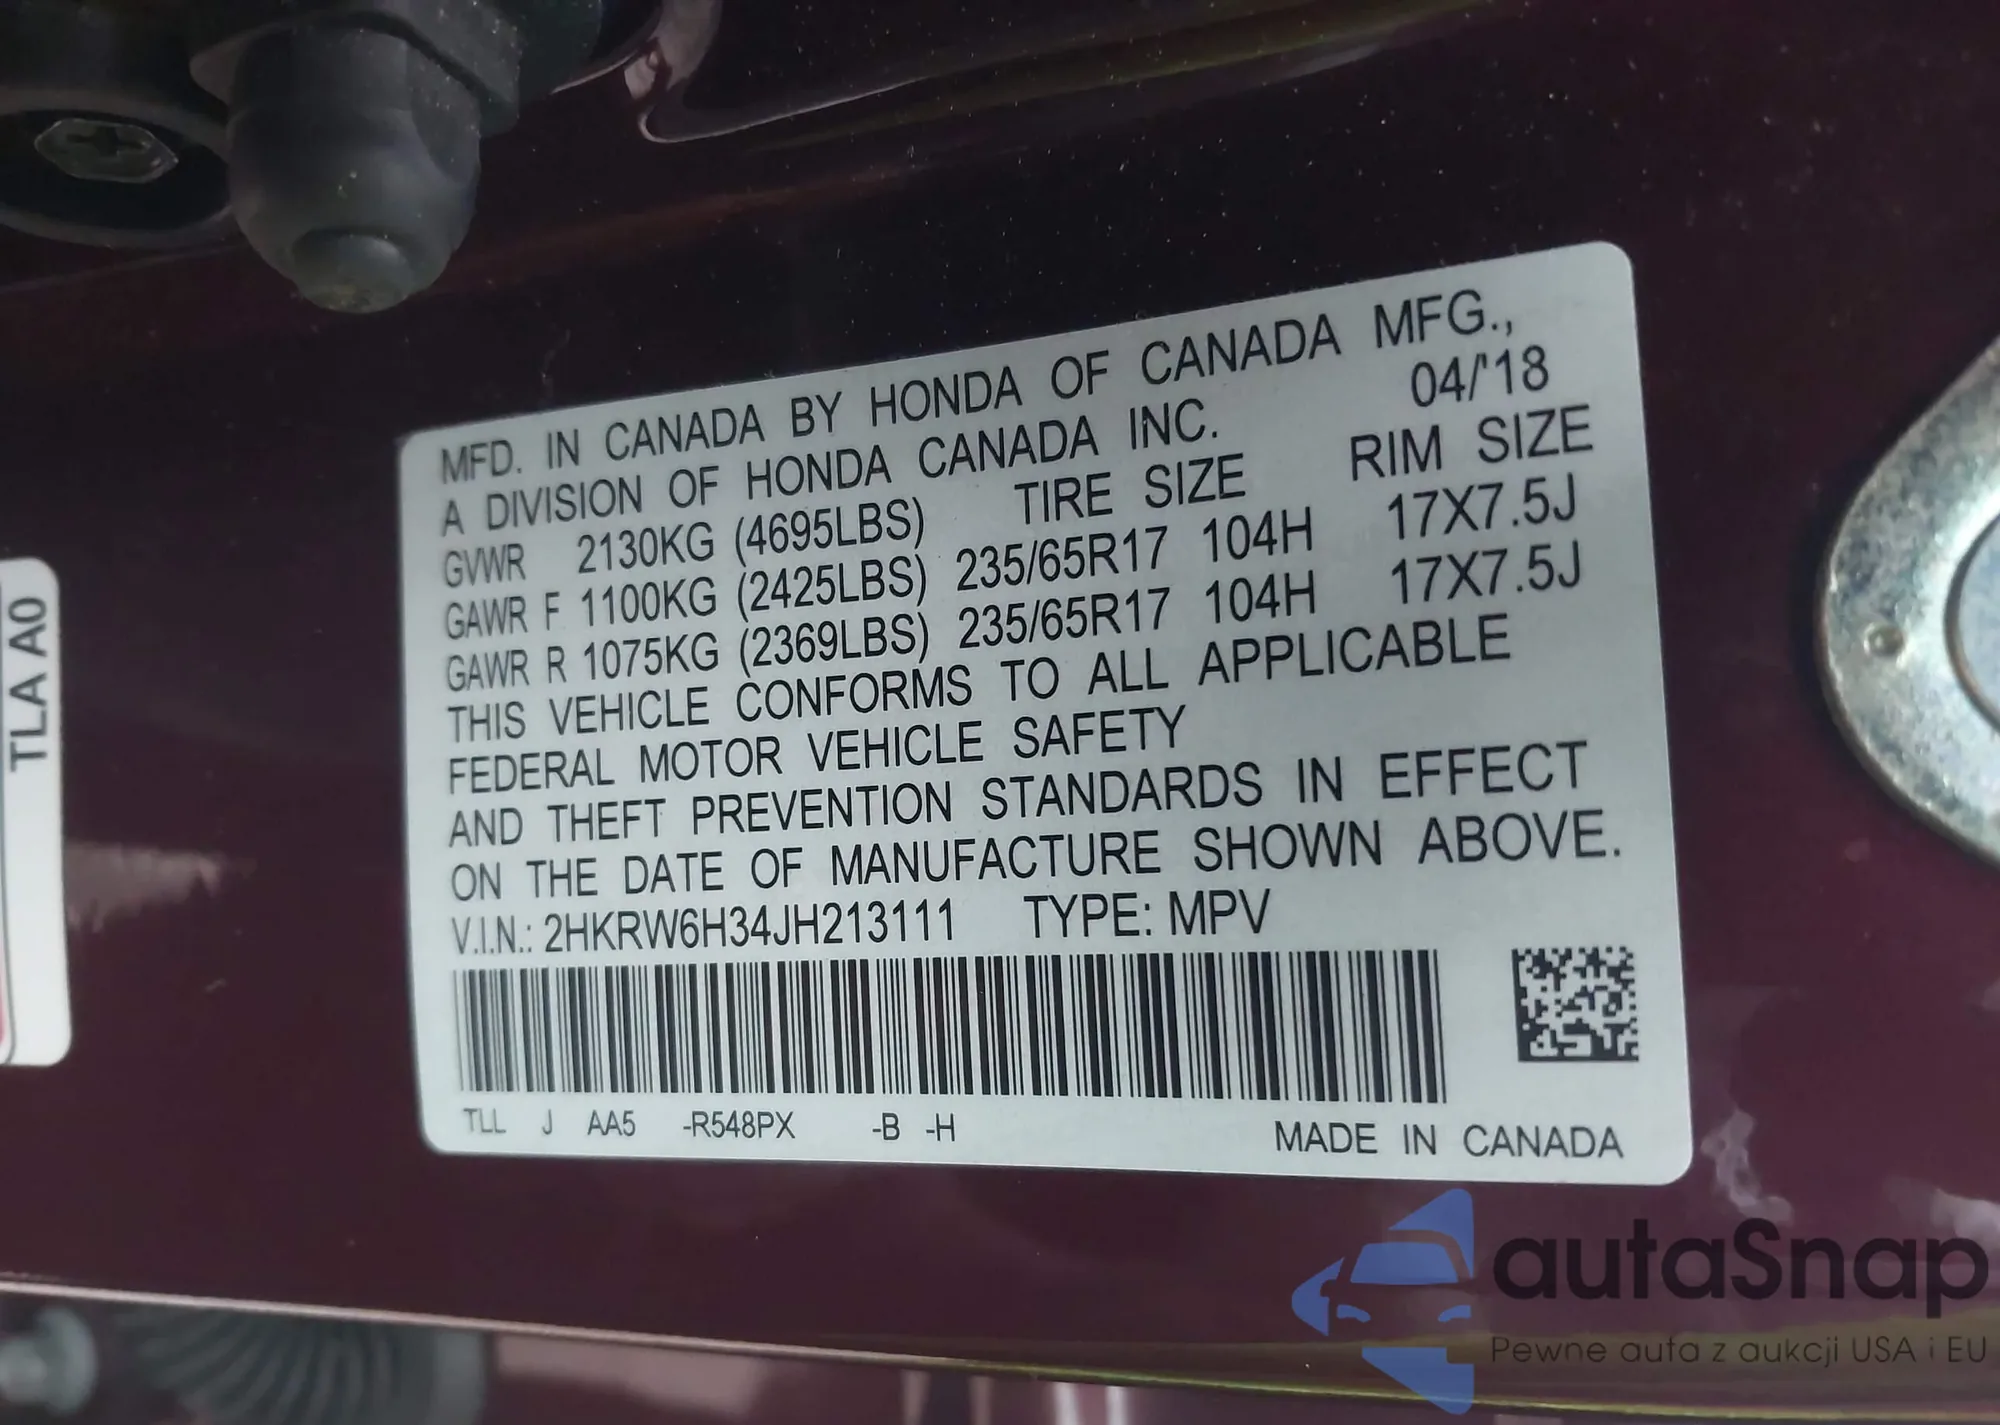 MFD. IN CANADA BY HONDA OF CANADA MFG.,
A DIVISION OF HONDA CANADA INC. 04/'18
GVWR 2130KG (4695LBS) TIRE SIZE RIM SIZE
GAWR F 1100KG (2425LBS) 235/65R17 104H 17X7.5J
GAWR R 1075KG (2369LBS) 235/65R17 104H 17X7.5J
THIS VEHICLE CONFORMS TO ALL APPLICABLE
FEDERAL MOTOR VEHICLE SAFETY
AND THEFT PREVENTION STANDARDS IN EFFECT
ON THE DATE OF MANUFACTURE SHOWN ABOVE.
V.I.N.: 2HKRW6H34JH213111 TYPE: MPV
TLL J AA5 -R548PX -B -H MADE IN CANADA
TLA A0
autaSnap
Pewne auta z aukcji USA i EU